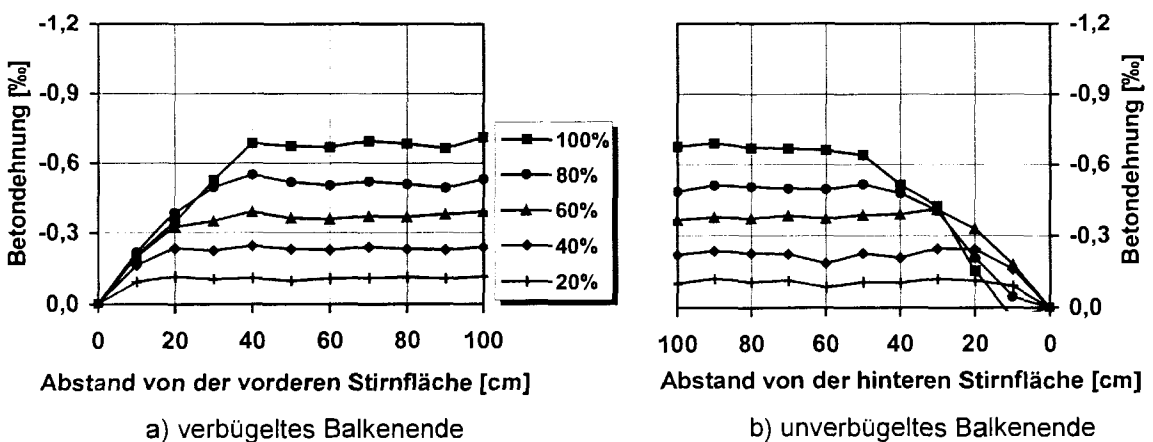 -1,2
-0,9
-0,6
-0,3
0,0
Betondehnung [‰]
0 20 40 60 80 100
Abstand von der vorderen Stirnfläche [cm]
a) verbügeltes Balkenende
100%
80%
60%
40%
20%
-1,2
-0,9
-0,6
-0,3
0,0
Betondehnung [‰]
100 80 60 40 20 0
Abstand von der hinteren Stirnfläche [cm]
b) unverbügeltes Balkenende